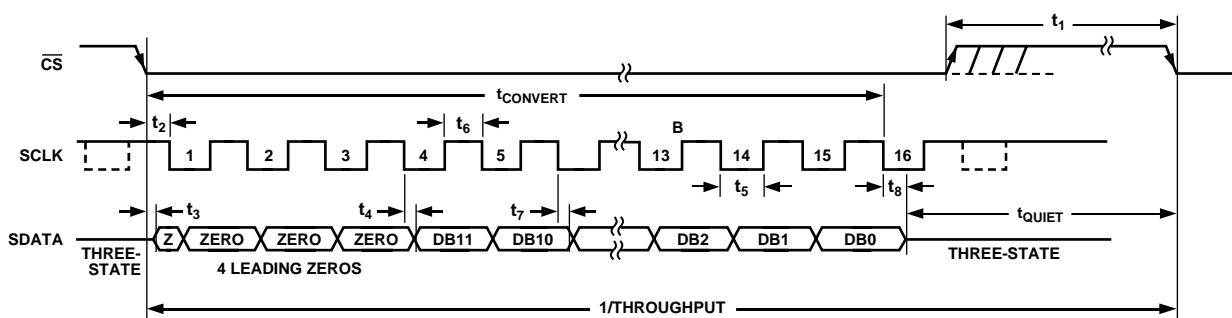 t1
CS
tCONVERT
t2
t6
B
SCLK
1
2
3
4
5
13
14
15
16
t5
t8
t3
t4
t7
tQUIET
SDATA
Z
ZERO
ZERO
ZERO
DB11
DB10
DB2
DB1
DB0
THREE-
STATE
4 LEADING ZEROS
THREE-STATE
1/THROUGHPUT